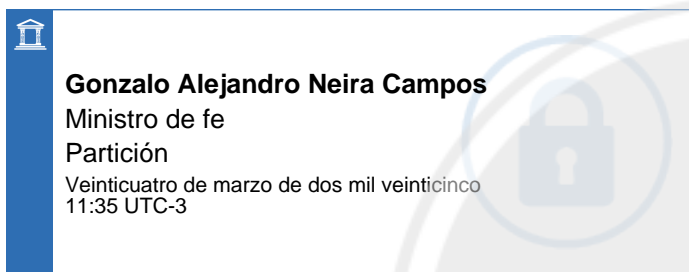 Gonzalo Alejandro Neira Campos
Ministro de fe
Partición
Veinticuatro de marzo de dos mil veinticinco
11:35 UTC-3